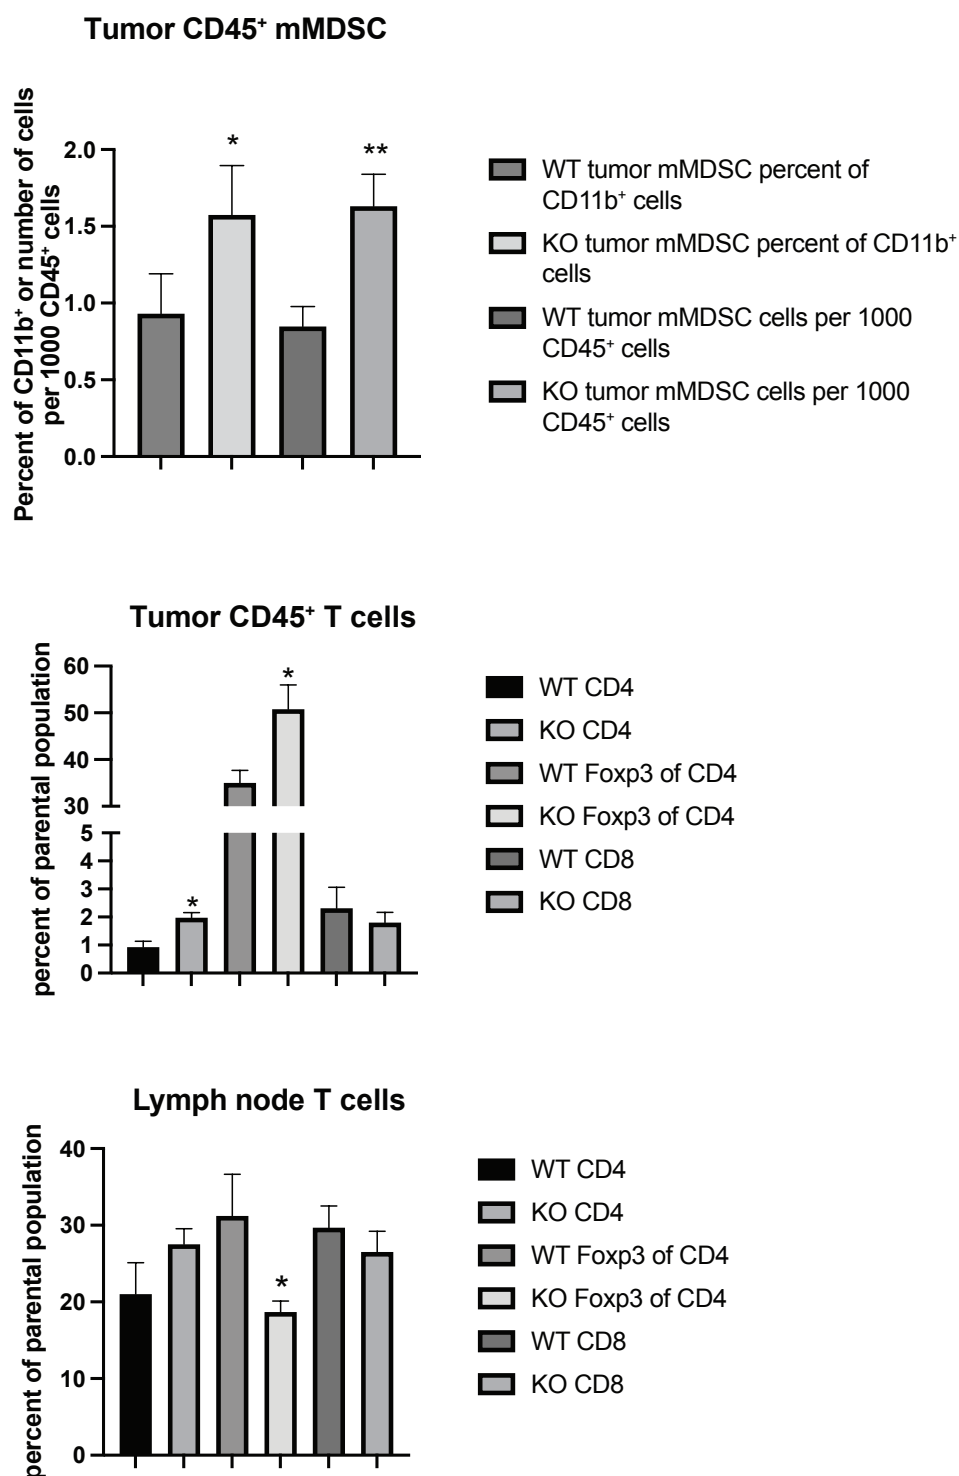 Tumor CD45⁺ mMDSC
Percent of CD11b⁺ or number of cells
per 1000 CD45⁺ cells
2.0
1.5
1.0
0.5
0.0
*
**
WT tumor mMDSC percent of
CD11b⁺ cells
KO tumor mMDSC percent of CD11b⁺
cells
WT tumor mMDSC cells per 1000
CD45⁺ cells
KO tumor mMDSC cells per 1000
CD45⁺ cells
Tumor CD45⁺ T cells
percent of parental population
60
50
40
30
5
4
3
2
1
0
*
*
WT CD4
KO CD4
WT Foxp3 of CD4
KO Foxp3 of CD4
WT CD8
KO CD8
Lymph node T cells
percent of parental population
40
30
20
10
0
*
WT CD4
KO CD4
WT Foxp3 of CD4
KO Foxp3 of CD4
WT CD8
KO CD8